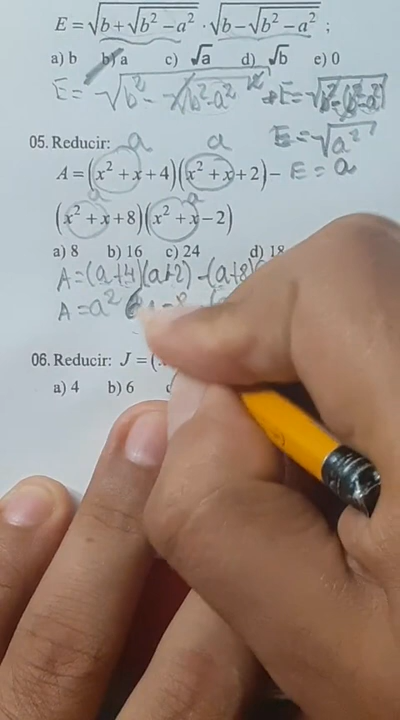 E = √(b + √(b² − a²)) · √(b − √(b² − a²)) ;
a) b b) a c) √a d) √b e) 0
E = √(b² − √(b² − a²)²) E = √(b² − (b² − a²))
E = √a²
05. Reducir: a a
A = (x² + x + 4)(x² + x + 2) − E = a
a a
(x² + x + 8)(x² + x − 2)
a) 8 b) 16 c) 24 d) 18
A = (a+4)(a+2) − (a+8)(
A = a²
06. Reducir: J = (
a) 4 b) 6